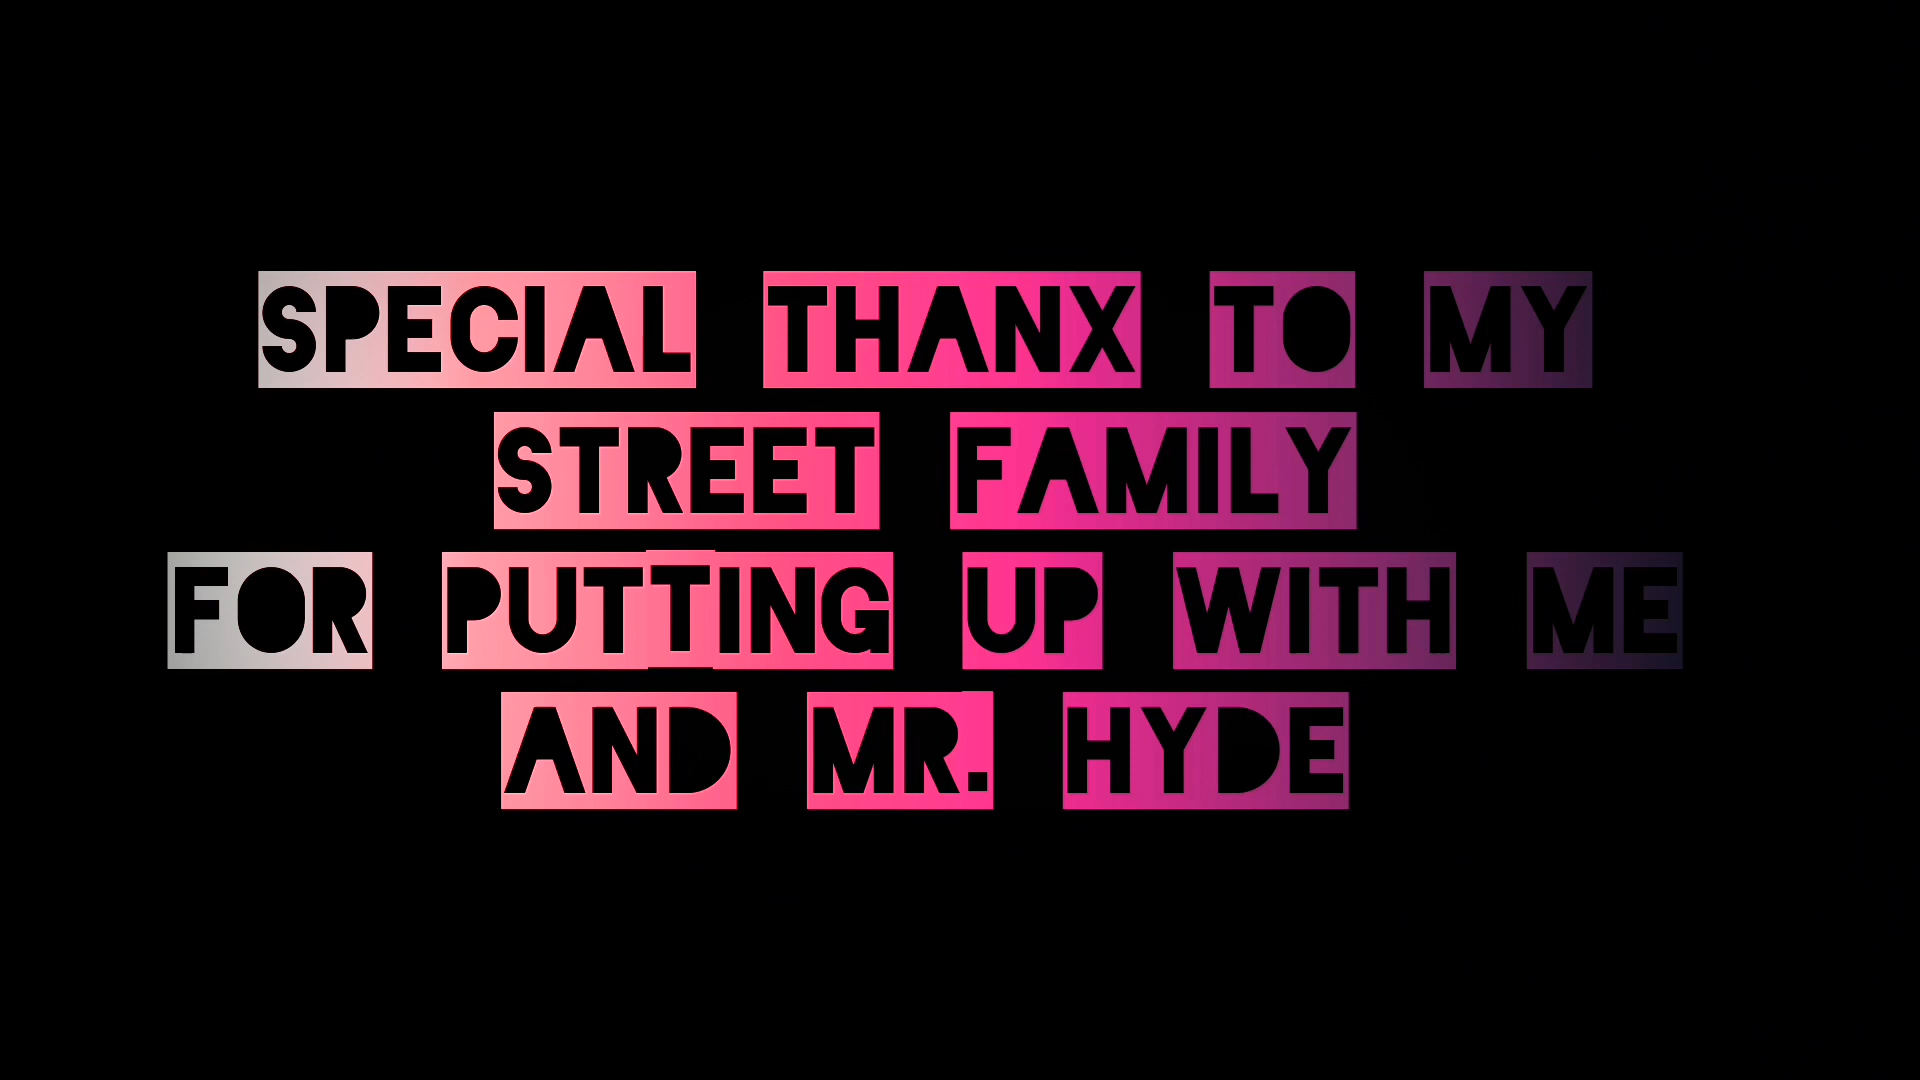 SPECIAL THANX TO MY
STREET FAMILY
FOR PUTTING UP WITH ME
AND MR. HYDE